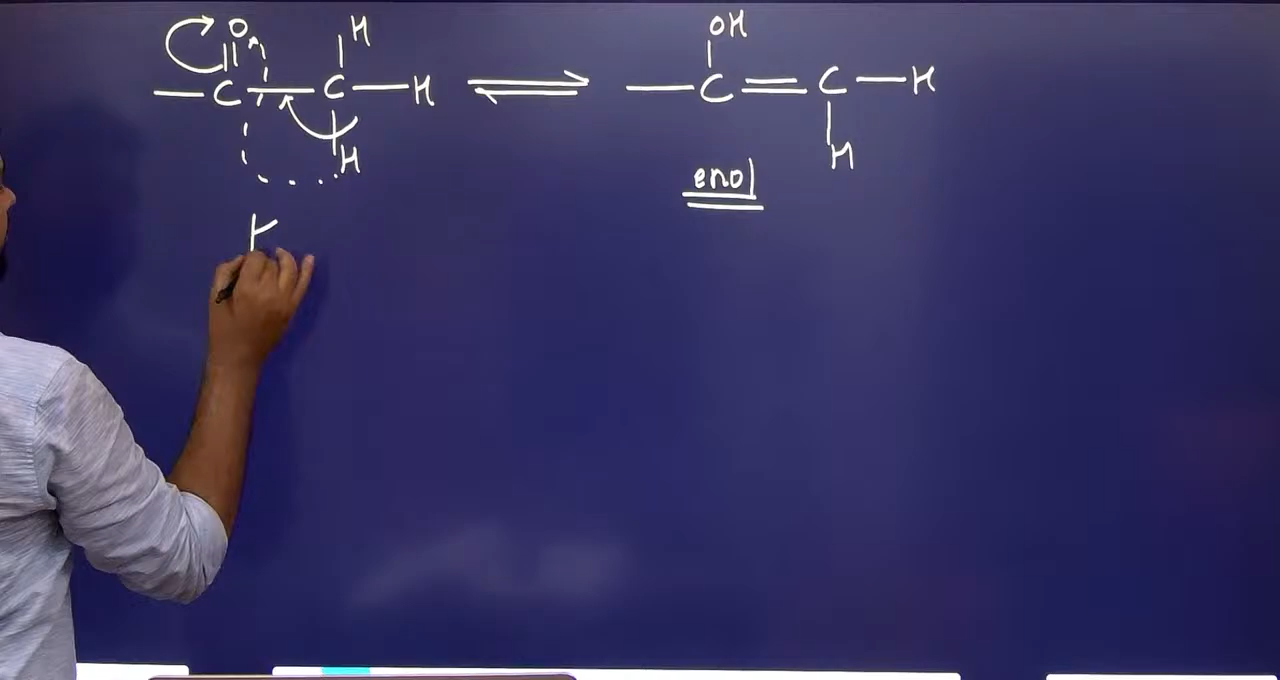 O H OH
— C — C — H ⇌ — C = C — H
H H
enol
K